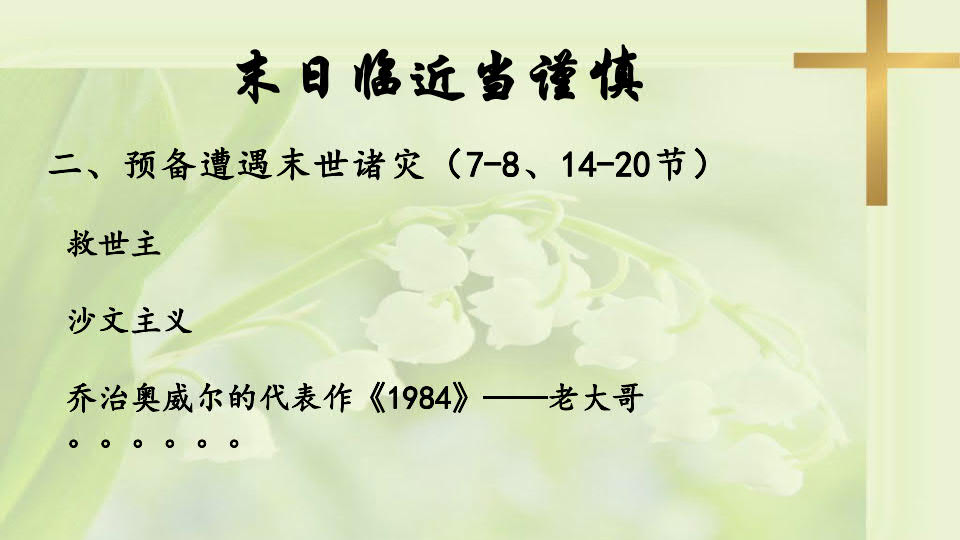 末日临近当谨慎
二、预备遭遇末世诸灾（7-8、14-20节）
救世主
沙文主义
乔治奥威尔的代表作《1984》——老大哥
。。。。。。